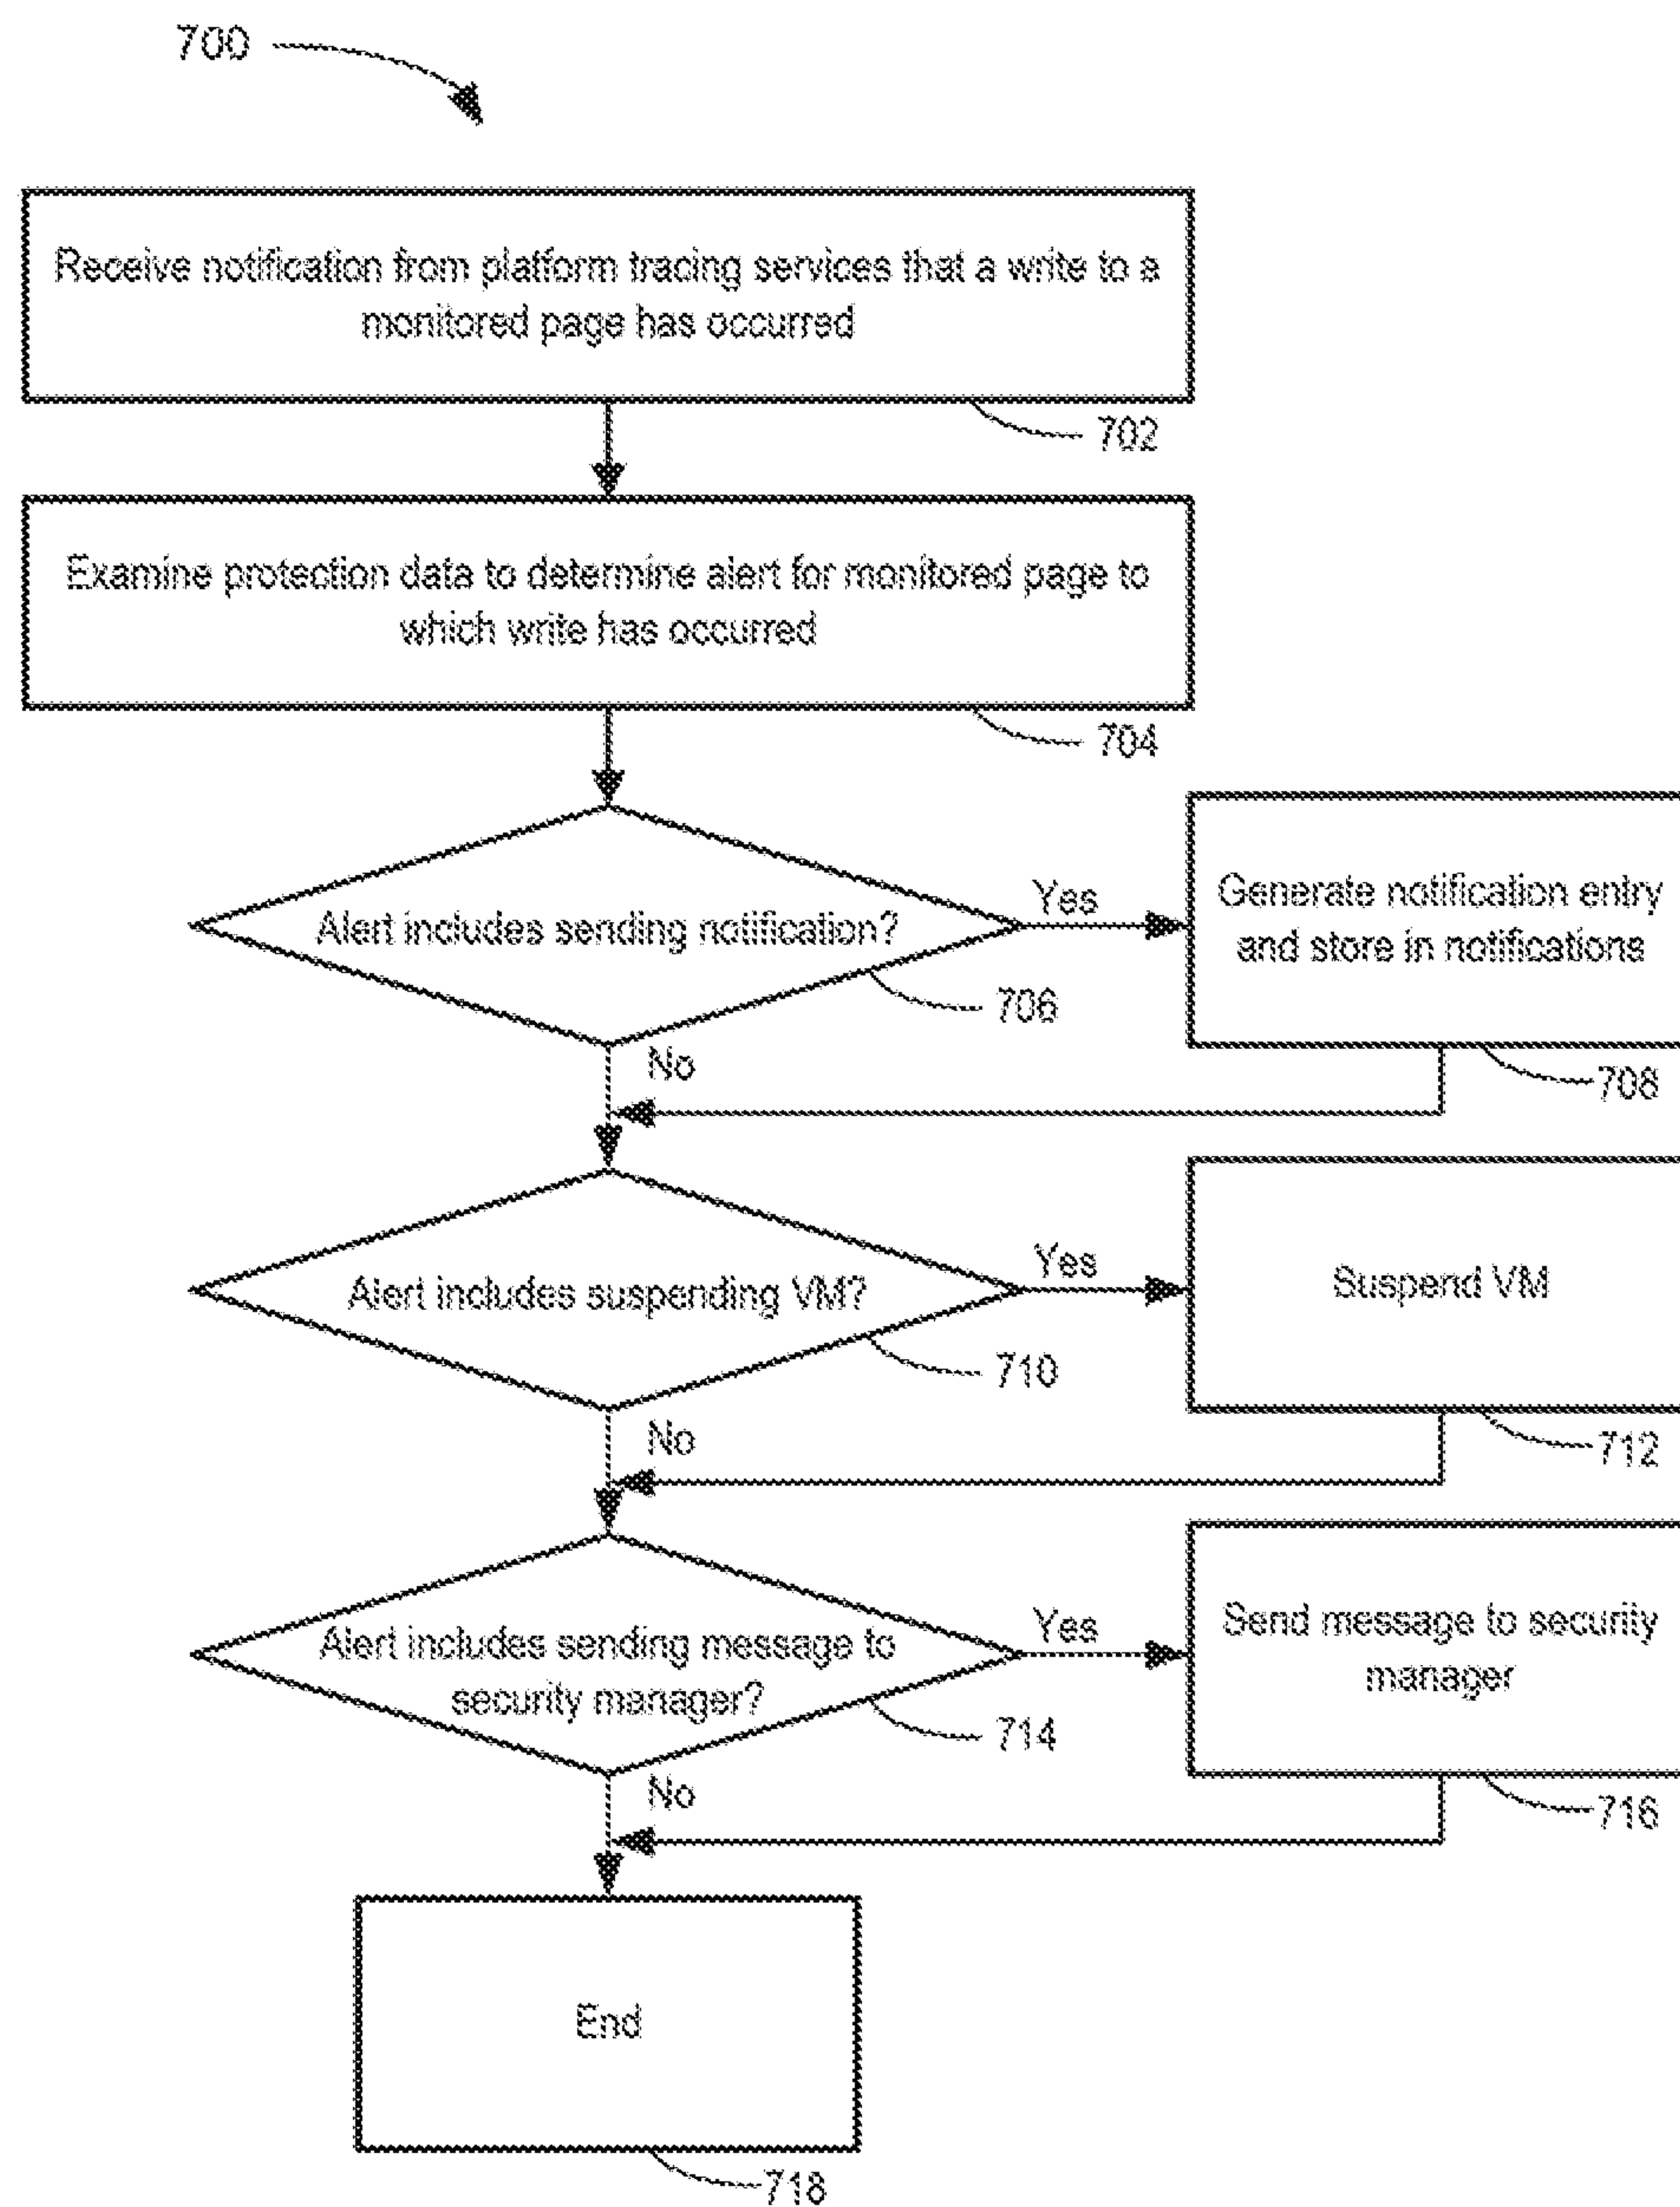 700
Receive notification from platform tracing services that a write to a
monitored page has occurred
702
Examine protection data to determine alert for monitored page to
which write has occurred
704
Alert includes sending notification?
Yes
Generate notification entry
and store in notifications
706
No
708
Alert includes suspending VM?
Yes
Suspend VM
710
No
712
Alert includes sending message to
security manager?
Yes
Send message to security
manager
714
No
716
End
718